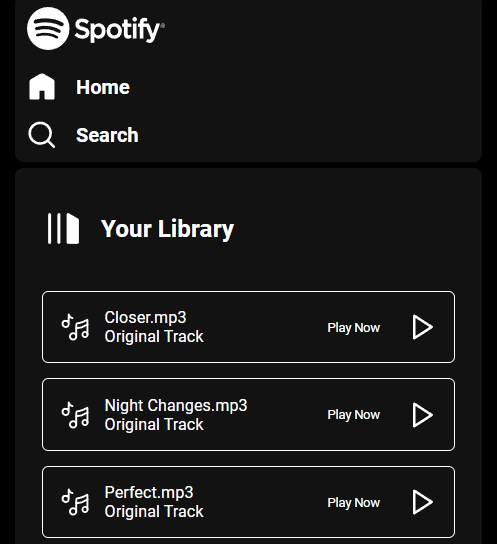 Spotify®
Home
Search
Your Library
Closer.mp3
Original Track
Play Now
Night Changes.mp3
Original Track
Play Now
Perfect.mp3
Original Track
Play Now